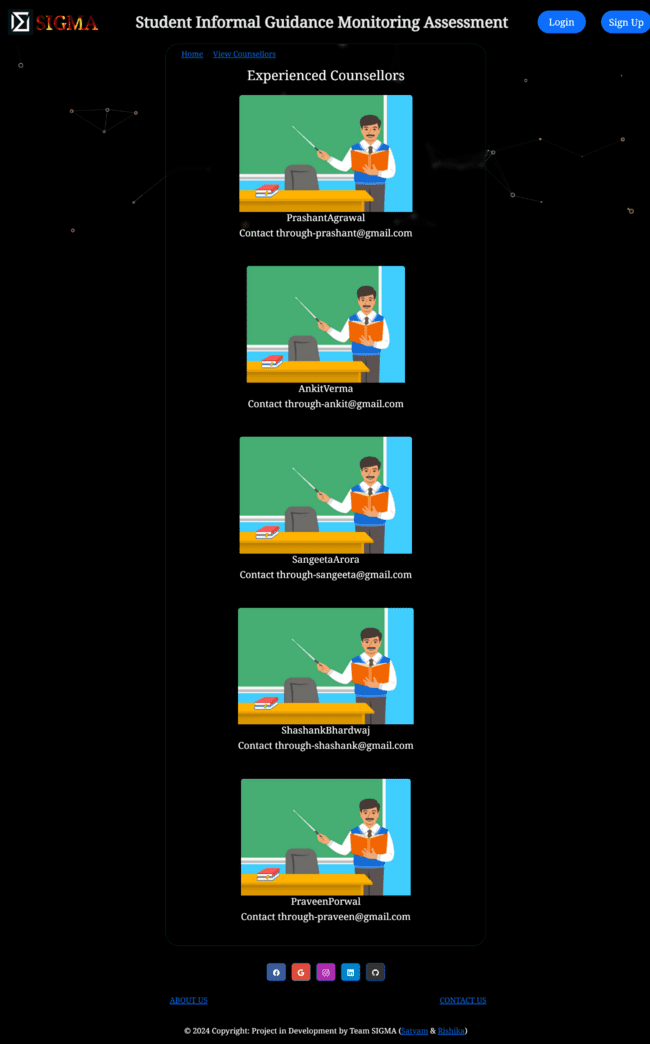 SIGMA
Student Informal Guidance Monitoring Assessment
Login
Sign Up
Home
View Counsellors
Experienced Counsellors
PrashantAgrawal
Contact through-prashant@gmail.com
AnkitVerma
Contact through-ankit@gmail.com
SangeetaArora
Contact through-sangeeta@gmail.com
ShashankBhardwaj
Contact through-shashank@gmail.com
PraveenPorwal
Contact through-praveen@gmail.com
ABOUT US
CONTACT US
© 2024 Copyright: Project in Development by Team SIGMA (Satyam & Rishika)